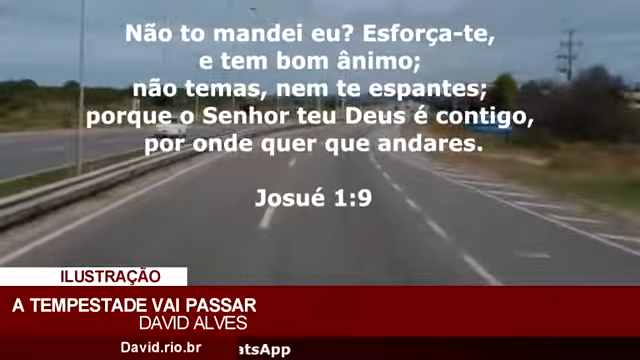 Não to mandei eu? Esforça-te,
e tem bom ânimo;
não temas, nem te espantes;
porque o Senhor teu Deus é contigo,
por onde quer que andares.
Josué 1:9
ILUSTRAÇÃO
A TEMPESTADE VAI PASSAR
DAVID ALVES
David.rio.br atsApp